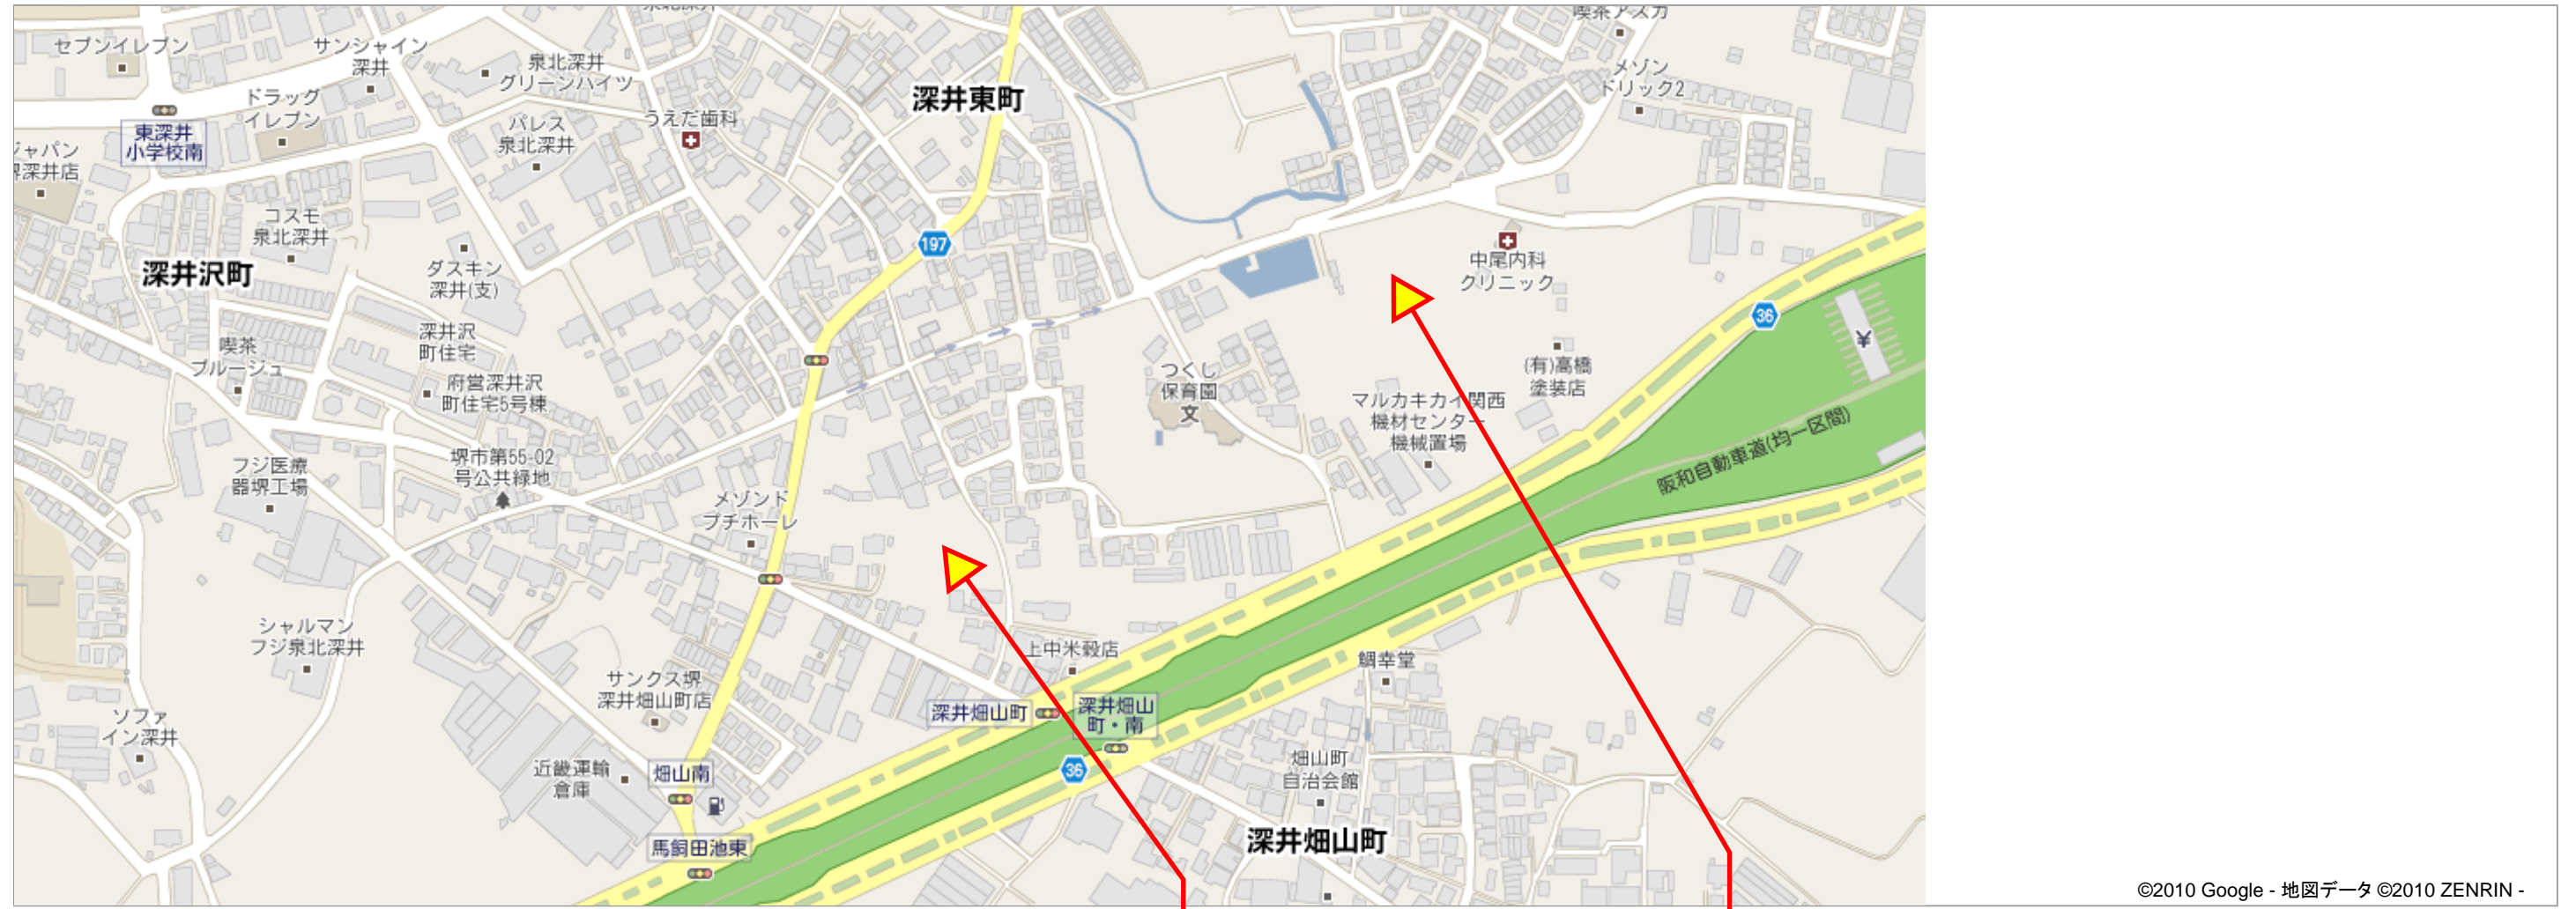 喫茶アスカ
セブンイレブン
サンシャイン
深井
泉北深井
グリーンハイツ
メゾン
ドリック2
ドラッグ
イレブン
深井東町
うえだ歯科
パレス
泉北深井
東深井
小学校南
ジャパン
堺深井店
コスモ
泉北深井
197
中尾内科
クリニック
深井沢町
ダスキン
深井(支)
36
¥
深井沢
町住宅
喫茶
ブルージュ
府営深井沢
町住宅5号棟
つくし
保育園
文
(有)高橋
塗装店
マルカキカイ関西
機材センター
機械置場
阪和自動車道(均一区間)
堺市第55-02
号公共緑地
フジ医療
器堺工場
メゾンド
プチホーレ
シャルマン
フジ泉北深井
上中米穀店
鯛幸堂
サンクス堺
深井畑山町店
深井畑山町
深井畑山
町・南
ソファ
イン深井
近畿運輸
倉庫
畑山南
36
畑山町
自治会館
馬飼田池東
深井畑山町
©2010 Google - 地図データ ©2010 ZENRIN -